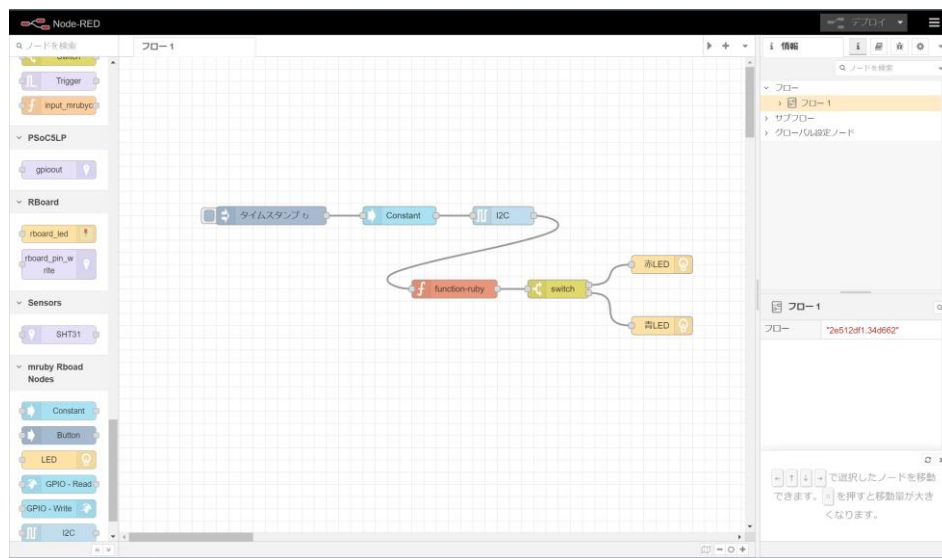 Node-RED
デプロイ
ノードを検索
フロー 1
i 情報
ノードを検索
Switch
Trigger
input_mrubyc
PSoC5LP
gpioout
RBoard
rboard_led
rboard_pin_w
rite
Sensors
SHT31
mruby Rboad
Nodes
Constant
Button
LED
GPIO - Read
GPIO - Write
I2C
タイムスタンプ ↻
Constant
I2C
function-ruby
switch
赤LED
青LED
フロー
フロー 1
サブフロー
グローバル設定ノード
フロー 1
フロー
"2e512df1.34d662"
← ↑ ↓ → で選択したノードを移動
できます。 を押すと移動量が大き
くなります。